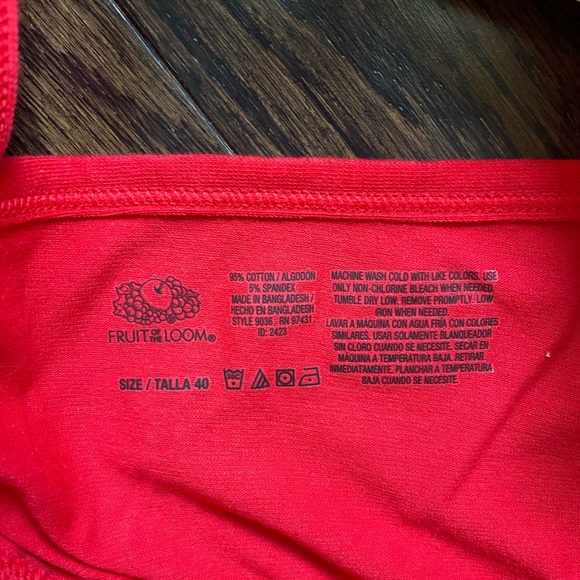 FRUIT OF THE LOOM®
95% COTTON / ALGODÓN
5% SPANDEX
MADE IN BANGLADESH /
HECHO EN BANGLADESH
STYLE 9036 RN 97431
ID: 2423
SIZE / TALLA 40
MACHINE WASH COLD WITH LIKE COLORS. USE
ONLY NON-CHLORINE BLEACH WHEN NEEDED.
TUMBLE DRY LOW. REMOVE PROMPTLY. LOW
IRON WHEN NEEDED.
LAVAR A MÁQUINA CON AGUA FRÍA CON COLORES
SIMILARES. USAR SOLAMENTE BLANQUEADOR
SIN CLORO CUANDO SE NECESITE. SECAR EN
MÁQUINA A TEMPERATURA BAJA. RETIRAR
INMEDIATAMENTE. PLANCHAR A TEMPERATURA
BAJA CUANDO SE NECESITE.